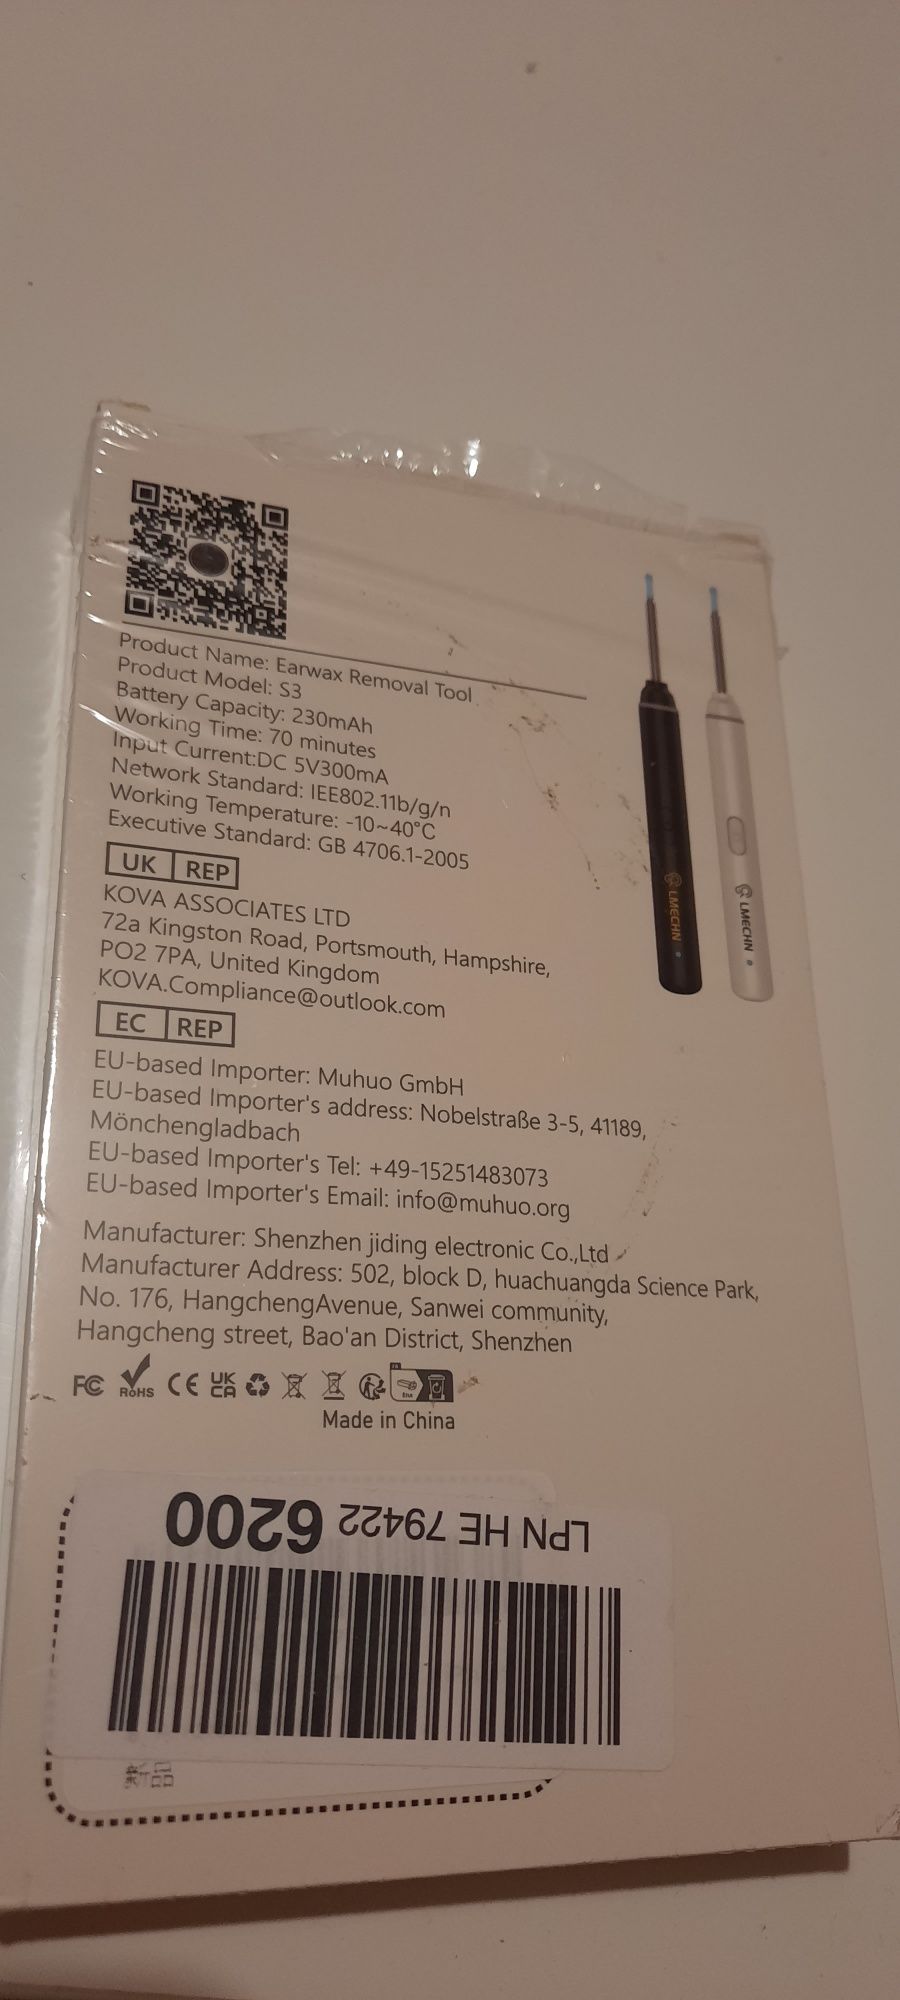 Product Name: Earwax Removal Tool
Product Model: S3
Battery Capacity: 230mAh
Working Time: 70 minutes
Input Current:DC 5V300mA
Network Standard: IEE802.11b/g/n
Working Temperature: -10~40°C
Executive Standard: GB 4706.1-2005
UK REP
KOVA ASSOCIATES LTD
72a Kingston Road, Portsmouth, Hampshire,
PO2 7PA, United Kingdom
KOVA.Compliance@outlook.com
EC REP
EU-based Importer: Muhuo GmbH
EU-based Importer's address: Nobelstraße 3-5, 41189,
Mönchengladbach
EU-based Importer's Tel: +49-15251483073
EU-based Importer's Email: info@muhuo.org
Manufacturer: Shenzhen jiding electronic Co.,Ltd
Manufacturer Address: 502, block D, huachuangda Science Park,
No. 176, HangchengAvenue, Sanwei community,
Hangcheng street, Bao'an District, Shenzhen
FC RoHS CE UK CA
Made in China
LMECHN
LMECHN
LPN HE 79422 6200
新品